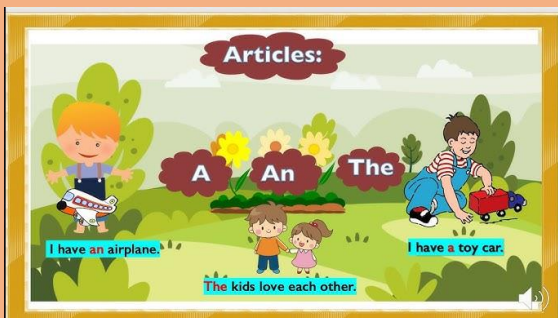 Articles:
A
An
The
I have an airplane.
I have a toy car.
The kids love each other.